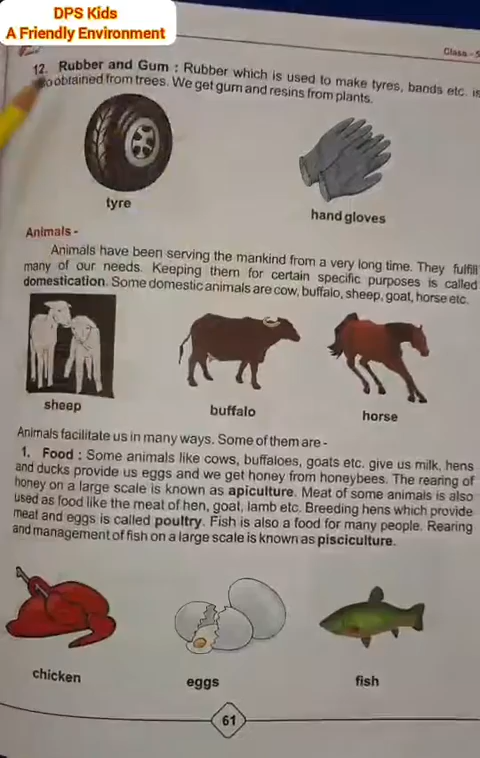 DPS Kids
A Friendly Environment
Class - 5
12. Rubber and Gum : Rubber which is used to make tyres, bands etc. is
obtained from trees. We get gum and resins from plants.
tyre
hand gloves
Animals -
Animals have been serving the mankind from a very long time. They fulfil
many of our needs. Keeping them for certain specific purposes is called
domestication. Some domestic animals are cow, buffalo, sheep, goat, horse etc.
sheep
buffalo
horse
Animals facilitate us in many ways. Some of them are -
1. Food : Some animals like cows, buffaloes, goats etc. give us milk, hens
and ducks provide us eggs and we get honey from honeybees. The rearing of
honey on a large scale is known as apiculture. Meat of some animals is also
used as food like the meat of hen, goat, lamb etc. Breeding hens which provide
meat and eggs is called poultry. Fish is also a food for many people. Rearing
and management of fish on a large scale is known as pisciculture.
chicken
eggs
fish
61